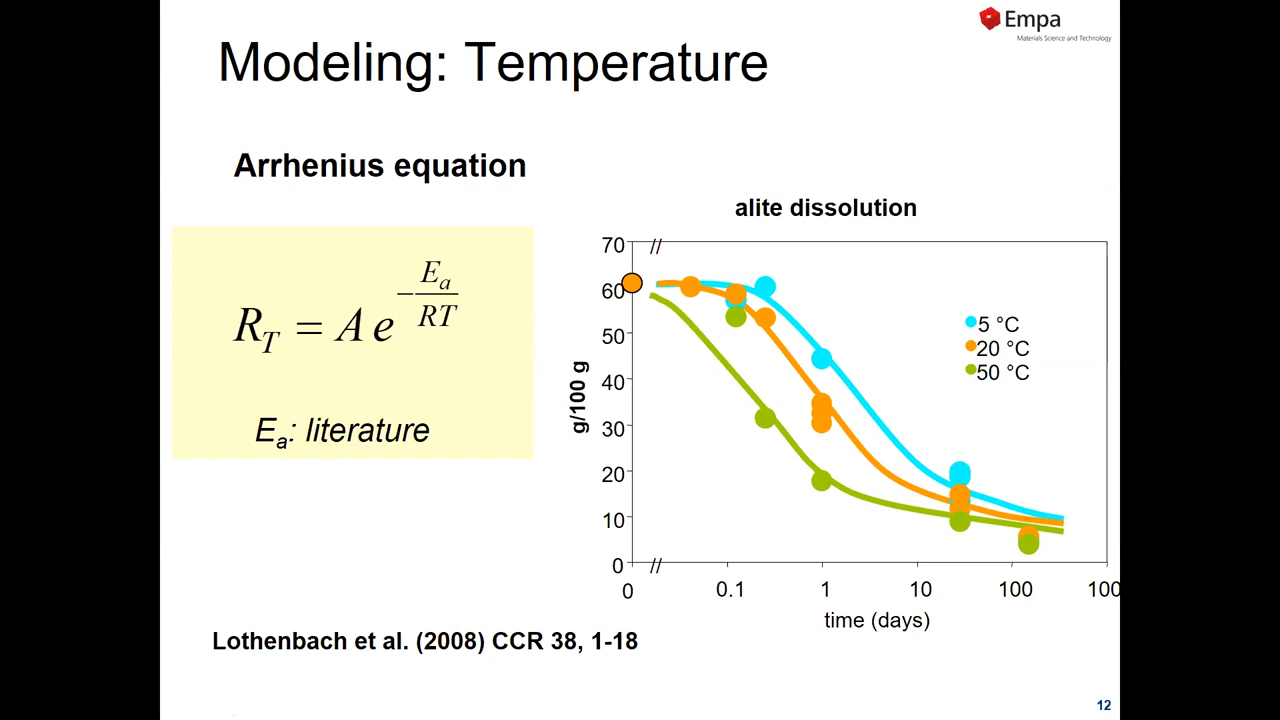 Empa
Materials Science and Technology
Modeling: Temperature
Arrhenius equation
R_T = A e^{-\frac{E_a}{RT}}
E_a: literature
alite dissolution
70
60
50
40
30
20
10
0
g/100 g
//
//
5 °C
20 °C
50 °C
0
0.1
1
10
100
100
time (days)
Lothenbach et al. (2008) CCR 38, 1-18
12